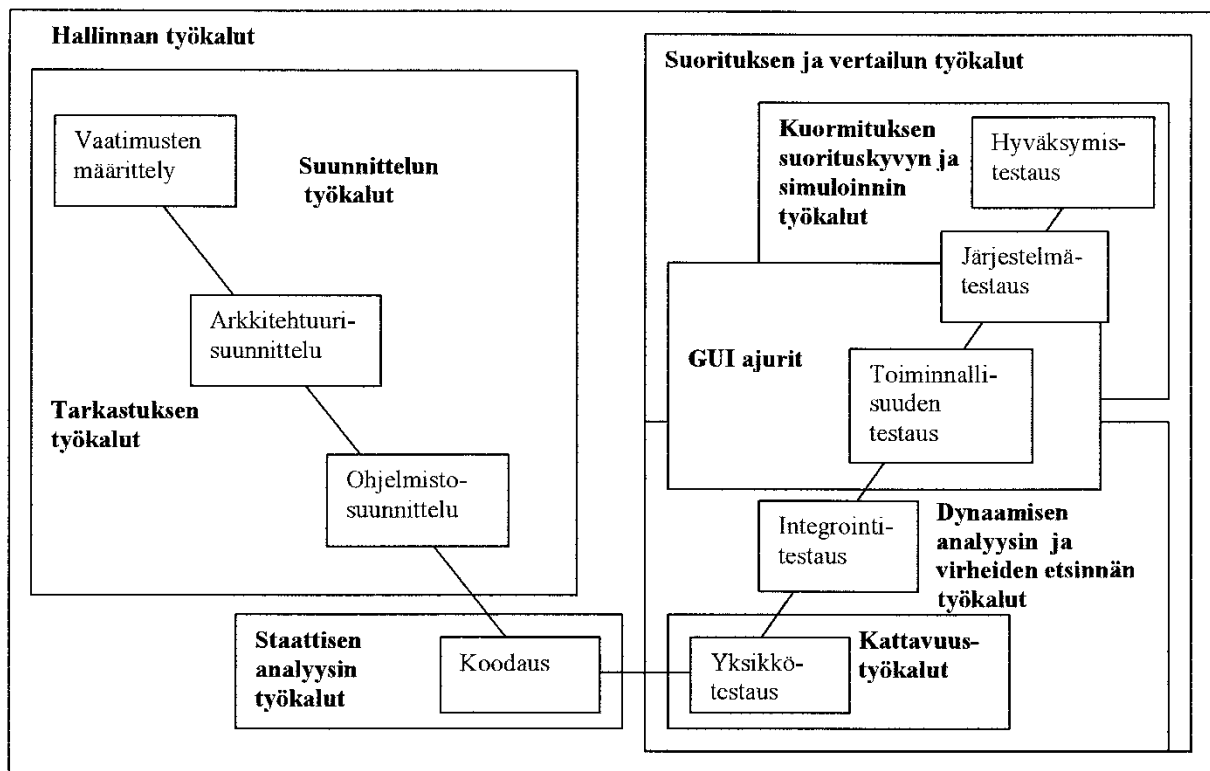 Hallinnan työkalut
Vaatimusten
määrittely
Suunnittelun
työkalut
Arkkitehtuuri-
suunnittelu
Tarkastuksen
työkalut
Ohjelmisto-
suunnittelu
Staattisen
analyysin
työkalut
Koodaus
Suorituksen ja vertailun työkalut
Kuormituksen
suorituskyvyn ja
simuloinnin
työkalut
Hyväksymis-
testaus
Järjestelmä-
testaus
GUI ajurit
Toiminnalli-
suuden
testaus
Integrointi-
testaus
Dynaamisen
analyysin ja
virheiden etsinnän
työkalut
Yksikkö-
testaus
Kattavuus-
työkalut